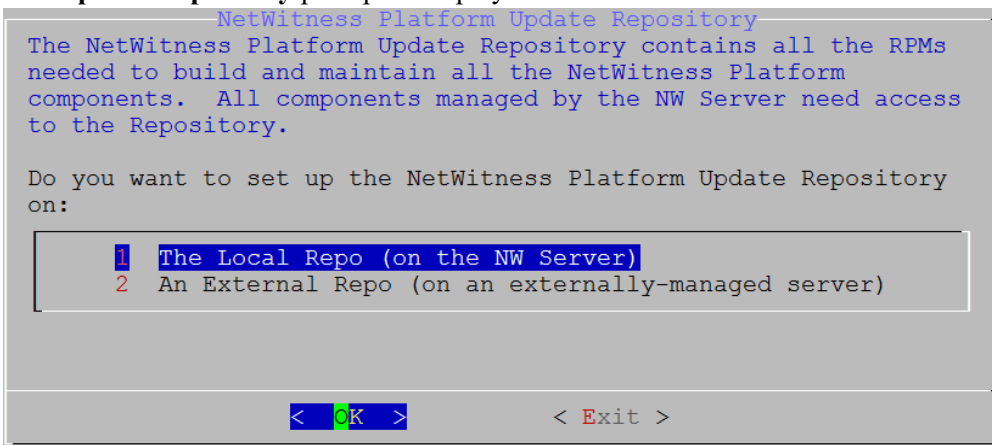 NetWitness Platform Update Repository
The NetWitness Platform Update Repository contains all the RPMs
needed to build and maintain all the NetWitness Platform
components.  All components managed by the NW Server need access
to the Repository.
Do you want to set up the NetWitness Platform Update Repository
on:
1  The Local Repo (on the NW Server)
2  An External Repo (on an externally-managed server)
<  OK  >          < Exit >